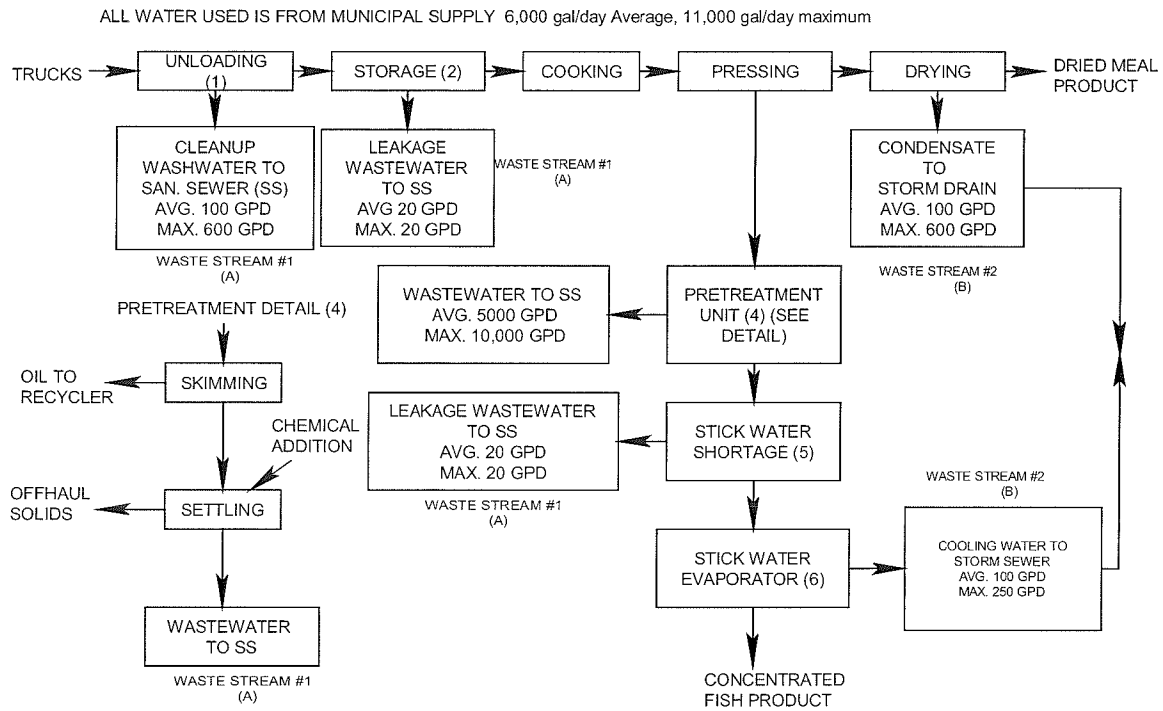 ALL WATER USED IS FROM MUNICIPAL SUPPLY 6,000 gal/day Average, 11,000 gal/day maximum
TRUCKS
UNLOADING
(1)
STORAGE (2)
COOKING
PRESSING
DRYING
DRIED MEAL
PRODUCT
CLEANUP
WASHWATER TO
SAN. SEWER (SS)
AVG. 100 GPD
MAX. 600 GPD
WASTE STREAM #1
(A)
LEAKAGE
WASTEWATER
TO SS
AVG 20 GPD
MAX. 20 GPD
WASTE STREAM #1
(A)
CONDENSATE
TO
STORM DRAIN
AVG. 100 GPD
MAX. 600 GPD
WASTE STREAM #2
(B)
WASTEWATER TO SS
AVG. 5000 GPD
MAX. 10,000 GPD
PRETREATMENT
UNIT (4) (SEE
DETAIL)
LEAKAGE WASTEWATER
TO SS
AVG. 20 GPD
MAX. 20 GPD
WASTE STREAM #1
(A)
STICK WATER
SHORTAGE (5)
STICK WATER
EVAPORATOR (6)
WASTE STREAM #2
(B)
COOLING WATER TO
STORM SEWER
AVG. 100 GPD
MAX. 250 GPD
CONCENTRATED
FISH PRODUCT
PRETREATMENT DETAIL (4)
SKIMMING
OIL TO
RECYCLER
CHEMICAL
ADDITION
SETTLING
OFFHAUL
SOLIDS
WASTEWATER
TO SS
WASTE STREAM #1
(A)